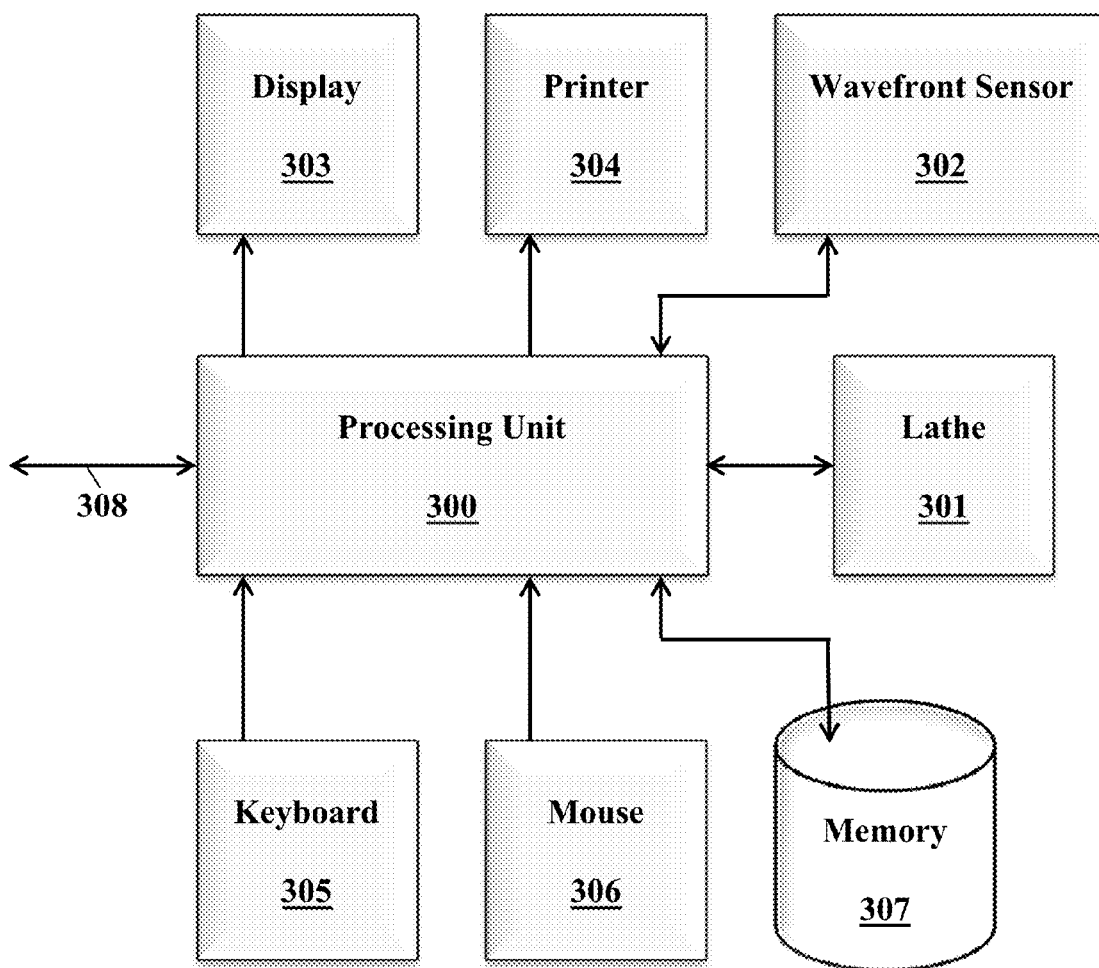 Display
303
Printer
304
Wavefront Sensor
302
Processing Unit
300
Lathe
301
308
Keyboard
305
Mouse
306
Memory
307